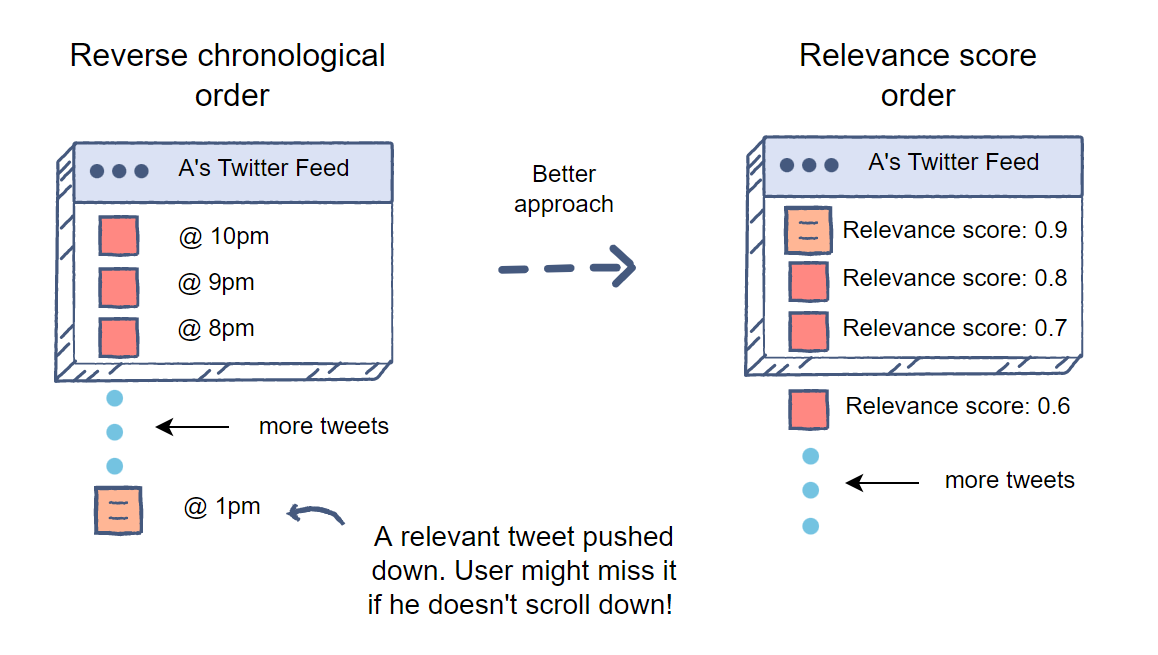 Reverse chronological
order
A's Twitter Feed
@ 10pm
@ 9pm
@ 8pm
more tweets
@ 1pm
A relevant tweet pushed
down. User might miss it
if he doesn't scroll down!
Better
approach
Relevance score
order
A's Twitter Feed
Relevance score: 0.9
Relevance score: 0.8
Relevance score: 0.7
Relevance score: 0.6
more tweets